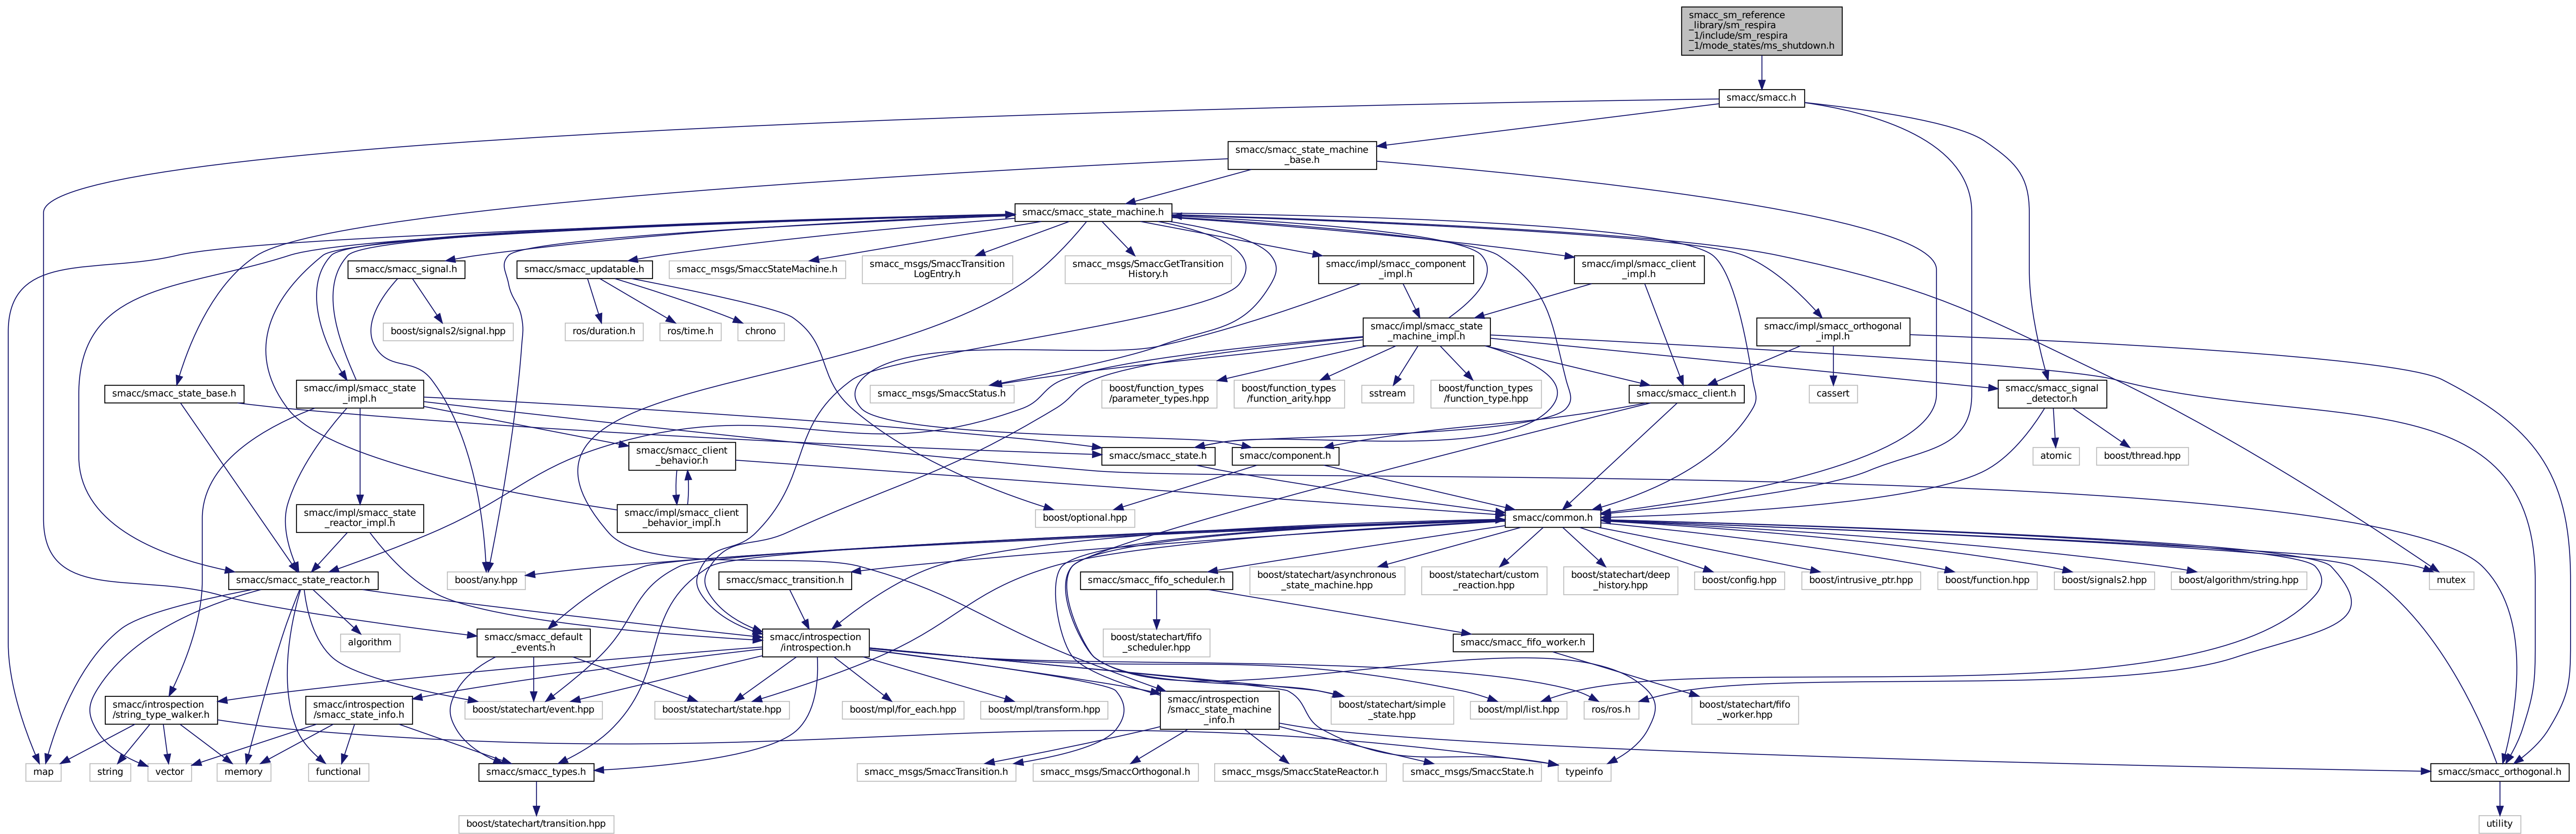 smacc_sm_reference
_library/sm_respira
_1/include/sm_respira
_1/mode_states/ms_shutdown.h
smacc/smacc.h
smacc/smacc_state_machine
_base.h
smacc/smacc_state_machine.h
smacc/smacc_signal.h
smacc/smacc_updatable.h
smacc_msgs/SmaccStateMachine.h
smacc_msgs/SmaccTransition
LogEntry.h
smacc_msgs/SmaccGetTransition
History.h
smacc/impl/smacc_component
_impl.h
smacc/impl/smacc_client
_impl.h
boost/signals2/signal.hpp
ros/duration.h
ros/time.h
chrono
smacc/impl/smacc_state
_machine_impl.h
smacc/impl/smacc_orthogonal
_impl.h
smacc/smacc_state_base.h
smacc/impl/smacc_state
_impl.h
smacc_msgs/SmaccStatus.h
boost/function_types
/parameter_types.hpp
boost/function_types
/function_arity.hpp
sstream
boost/function_types
/function_type.hpp
smacc/smacc_client.h
cassert
smacc/smacc_signal
_detector.h
smacc/smacc_client
_behavior.h
smacc/smacc_state.h
smacc/component.h
atomic
boost/thread.hpp
smacc/impl/smacc_state
_reactor_impl.h
smacc/impl/smacc_client
_behavior_impl.h
boost/optional.hpp
smacc/common.h
smacc/smacc_state_reactor.h
boost/any.hpp
smacc/smacc_transition.h
smacc/smacc_fifo_scheduler.h
boost/statechart/asynchronous
_state_machine.hpp
boost/statechart/custom
_reaction.hpp
boost/statechart/deep
_history.hpp
boost/config.hpp
boost/intrusive_ptr.hpp
boost/function.hpp
boost/signals2.hpp
boost/algorithm/string.hpp
mutex
algorithm
smacc/smacc_default
_events.h
smacc/introspection
/introspection.h
boost/statechart/fifo
_scheduler.hpp
smacc/smacc_fifo_worker.h
smacc/introspection
/string_type_walker.h
smacc/introspection
/smacc_state_info.h
boost/statechart/event.hpp
boost/statechart/state.hpp
boost/mpl/for_each.hpp
boost/mpl/transform.hpp
smacc/introspection
/smacc_state_machine
_info.h
boost/statechart/simple
_state.hpp
boost/mpl/list.hpp
ros/ros.h
boost/statechart/fifo
_worker.hpp
map
string
vector
memory
functional
smacc/smacc_types.h
smacc_msgs/SmaccTransition.h
smacc_msgs/SmaccOrthogonal.h
smacc_msgs/SmaccStateReactor.h
smacc_msgs/SmaccState.h
typeinfo
smacc/smacc_orthogonal.h
boost/statechart/transition.hpp
utility